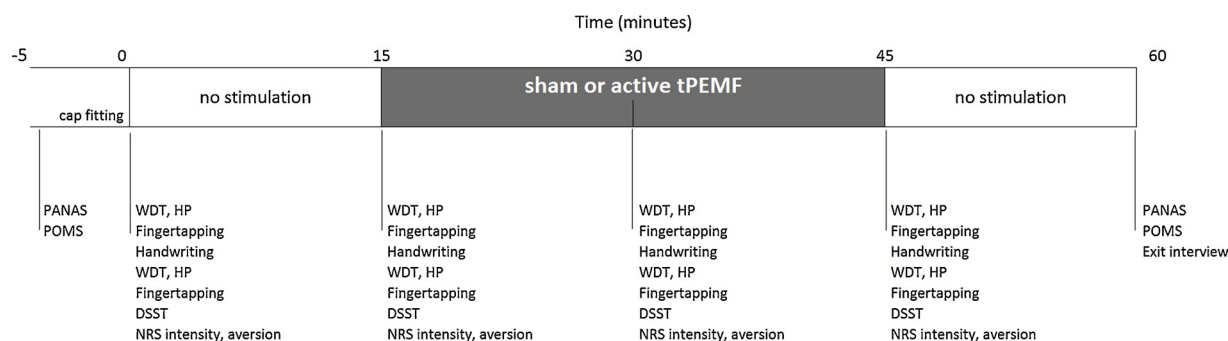 Time (minutes)
-5 0 15 30 45 60
cap fitting
no stimulation
sham or active tPEMF
no stimulation
PANAS
POMS
WDT, HP
Fingertapping
Handwriting
WDT, HP
Fingertapping
DSST
NRS intensity, aversion
WDT, HP
Fingertapping
Handwriting
WDT, HP
Fingertapping
DSST
NRS intensity, aversion
WDT, HP
Fingertapping
Handwriting
WDT, HP
Fingertapping
DSST
NRS intensity, aversion
WDT, HP
Fingertapping
Handwriting
WDT, HP
Fingertapping
DSST
NRS intensity, aversion
PANAS
POMS
Exit interview